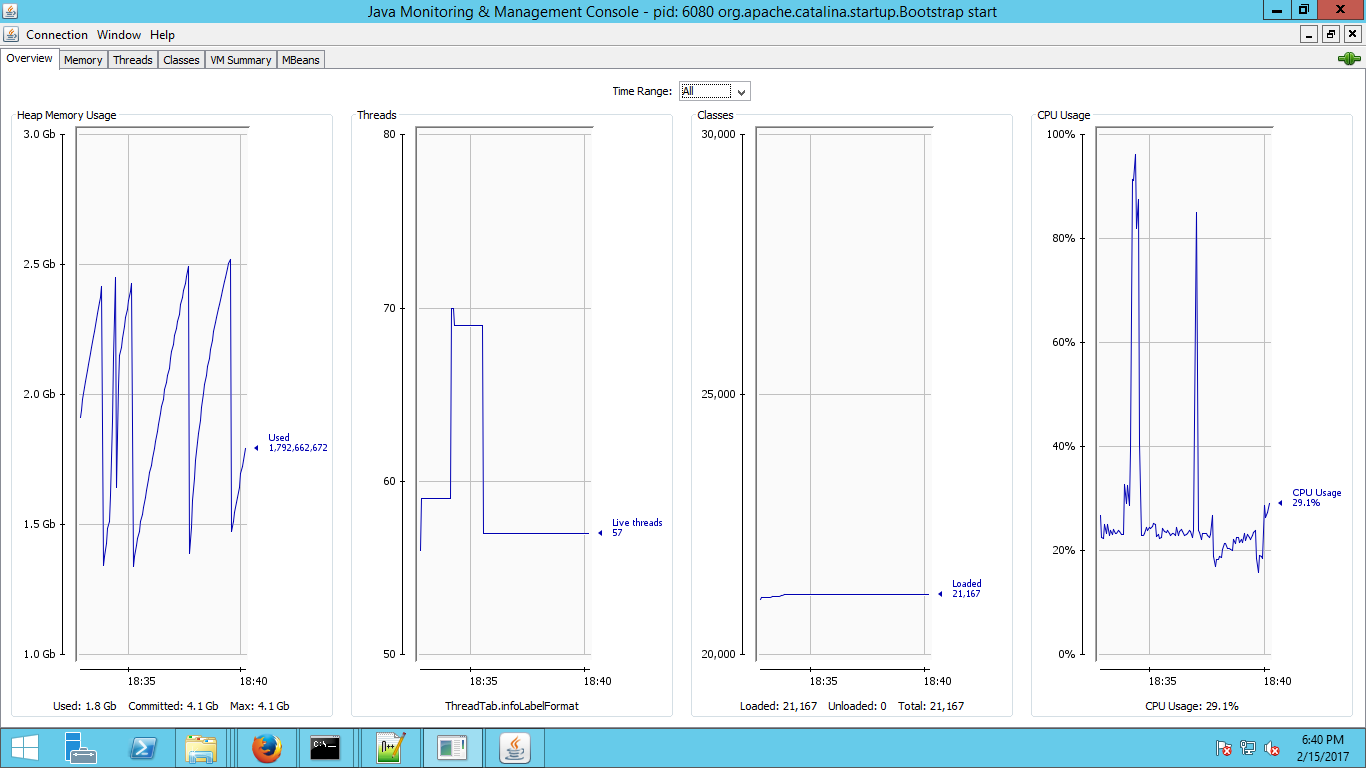 Java Monitoring & Management Console - pid: 6080 org.apache.catalina.startup.Bootstrap start
Connection Window Help
Overview Memory Threads Classes VM Summary MBeans
Time Range: All
Heap Memory Usage
3.0 Gb
2.5 Gb
2.0 Gb
1.5 Gb
1.0 Gb
Used
1,792,662,672
18:35 18:40
Used: 1.8 Gb Committed: 4.1 Gb Max: 4.1 Gb
Threads
80
70
60
50
Live threads
57
18:35 18:40
ThreadTab.infoLabelFormat
Classes
30,000
25,000
20,000
Loaded
21,167
18:35 18:40
Loaded: 21,167 Unloaded: 0 Total: 21,167
CPU Usage
100%
80%
60%
40%
20%
0%
CPU Usage
29.1%
18:35 18:40
CPU Usage: 29.1%
C:\_
6:40 PM
2/15/2017